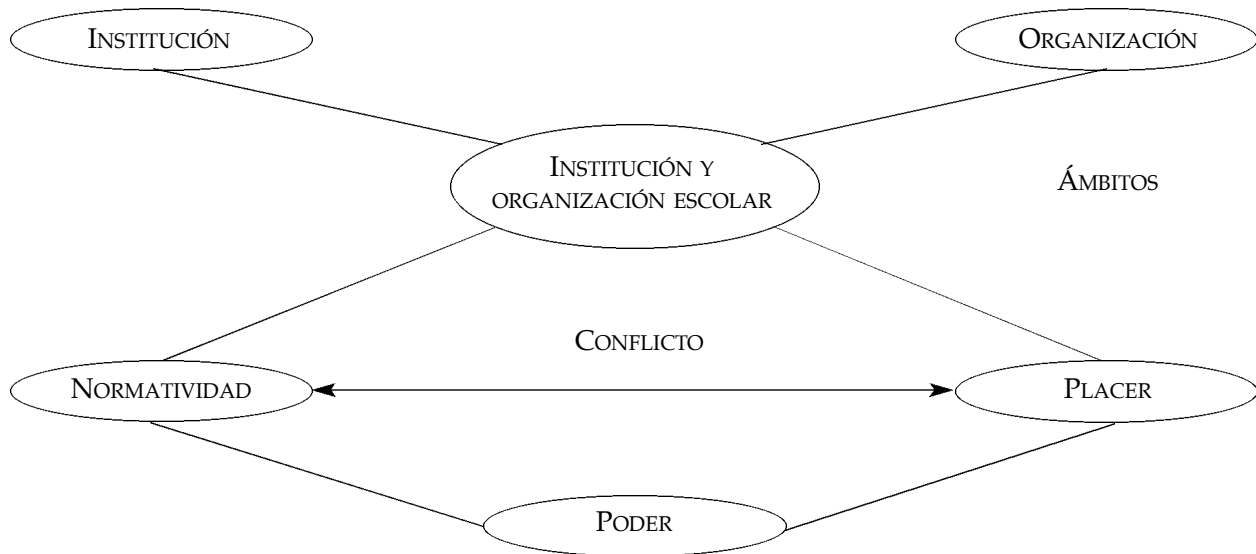 INSTITUCIÓN
ORGANIZACIÓN
INSTITUCIÓN Y
ORGANIZACIÓN ESCOLAR
ÁMBITOS
CONFLICTO
NORMATIVIDAD
PLACER
PODER